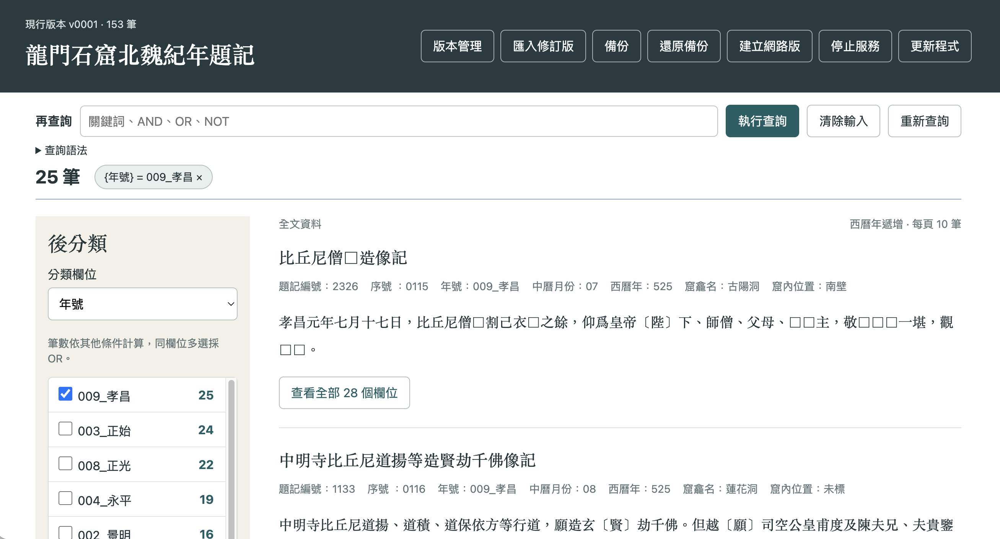 現行版本 v0001 · 153 筆
龍門石窟北魏紀年題記
版本管理
匯入修訂版
備份
還原備份
建立網路版
停止服務
更新程式
再查詢
關鍵詞、AND、OR、NOT
執行查詢
清除輸入
重新查詢
▶ 查詢語法
25 筆
{年號} = 009_孝昌 ×
後分類
分類欄位
年號
筆數依其他條件計算，同欄位多選採
OR。
009_孝昌 25
003_正始 24
008_正光 22
004_永平 19
002_景明 16
全文資料
西曆年遞增 · 每頁 10 筆
比丘尼僧□造像記
題記編號：2326 序號 ：0115 年號：009_孝昌 中曆月份：07 西曆年：525 窟龕名：古陽洞 窟內位置：南壁
孝昌元年七月十七日，比丘尼僧□割己衣□之餘，仰爲皇帝〔陛〕下、師僧、父母、□□主，敬□□□一堪，觀
□□。
查看全部 28 個欄位
中明寺比丘尼道揚等造賢劫千佛像記
題記編號：1133 序號 ：0116 年號：009_孝昌 中曆月份：08 西曆年：525 窟龕名：蓮花洞 窟內位置：未標
中明寺比丘尼道揚、道積、道保依方等行道，願造玄〔賢〕劫千佛。但越〔願〕司空公皇甫度及陳夫兄、夫貴鑒